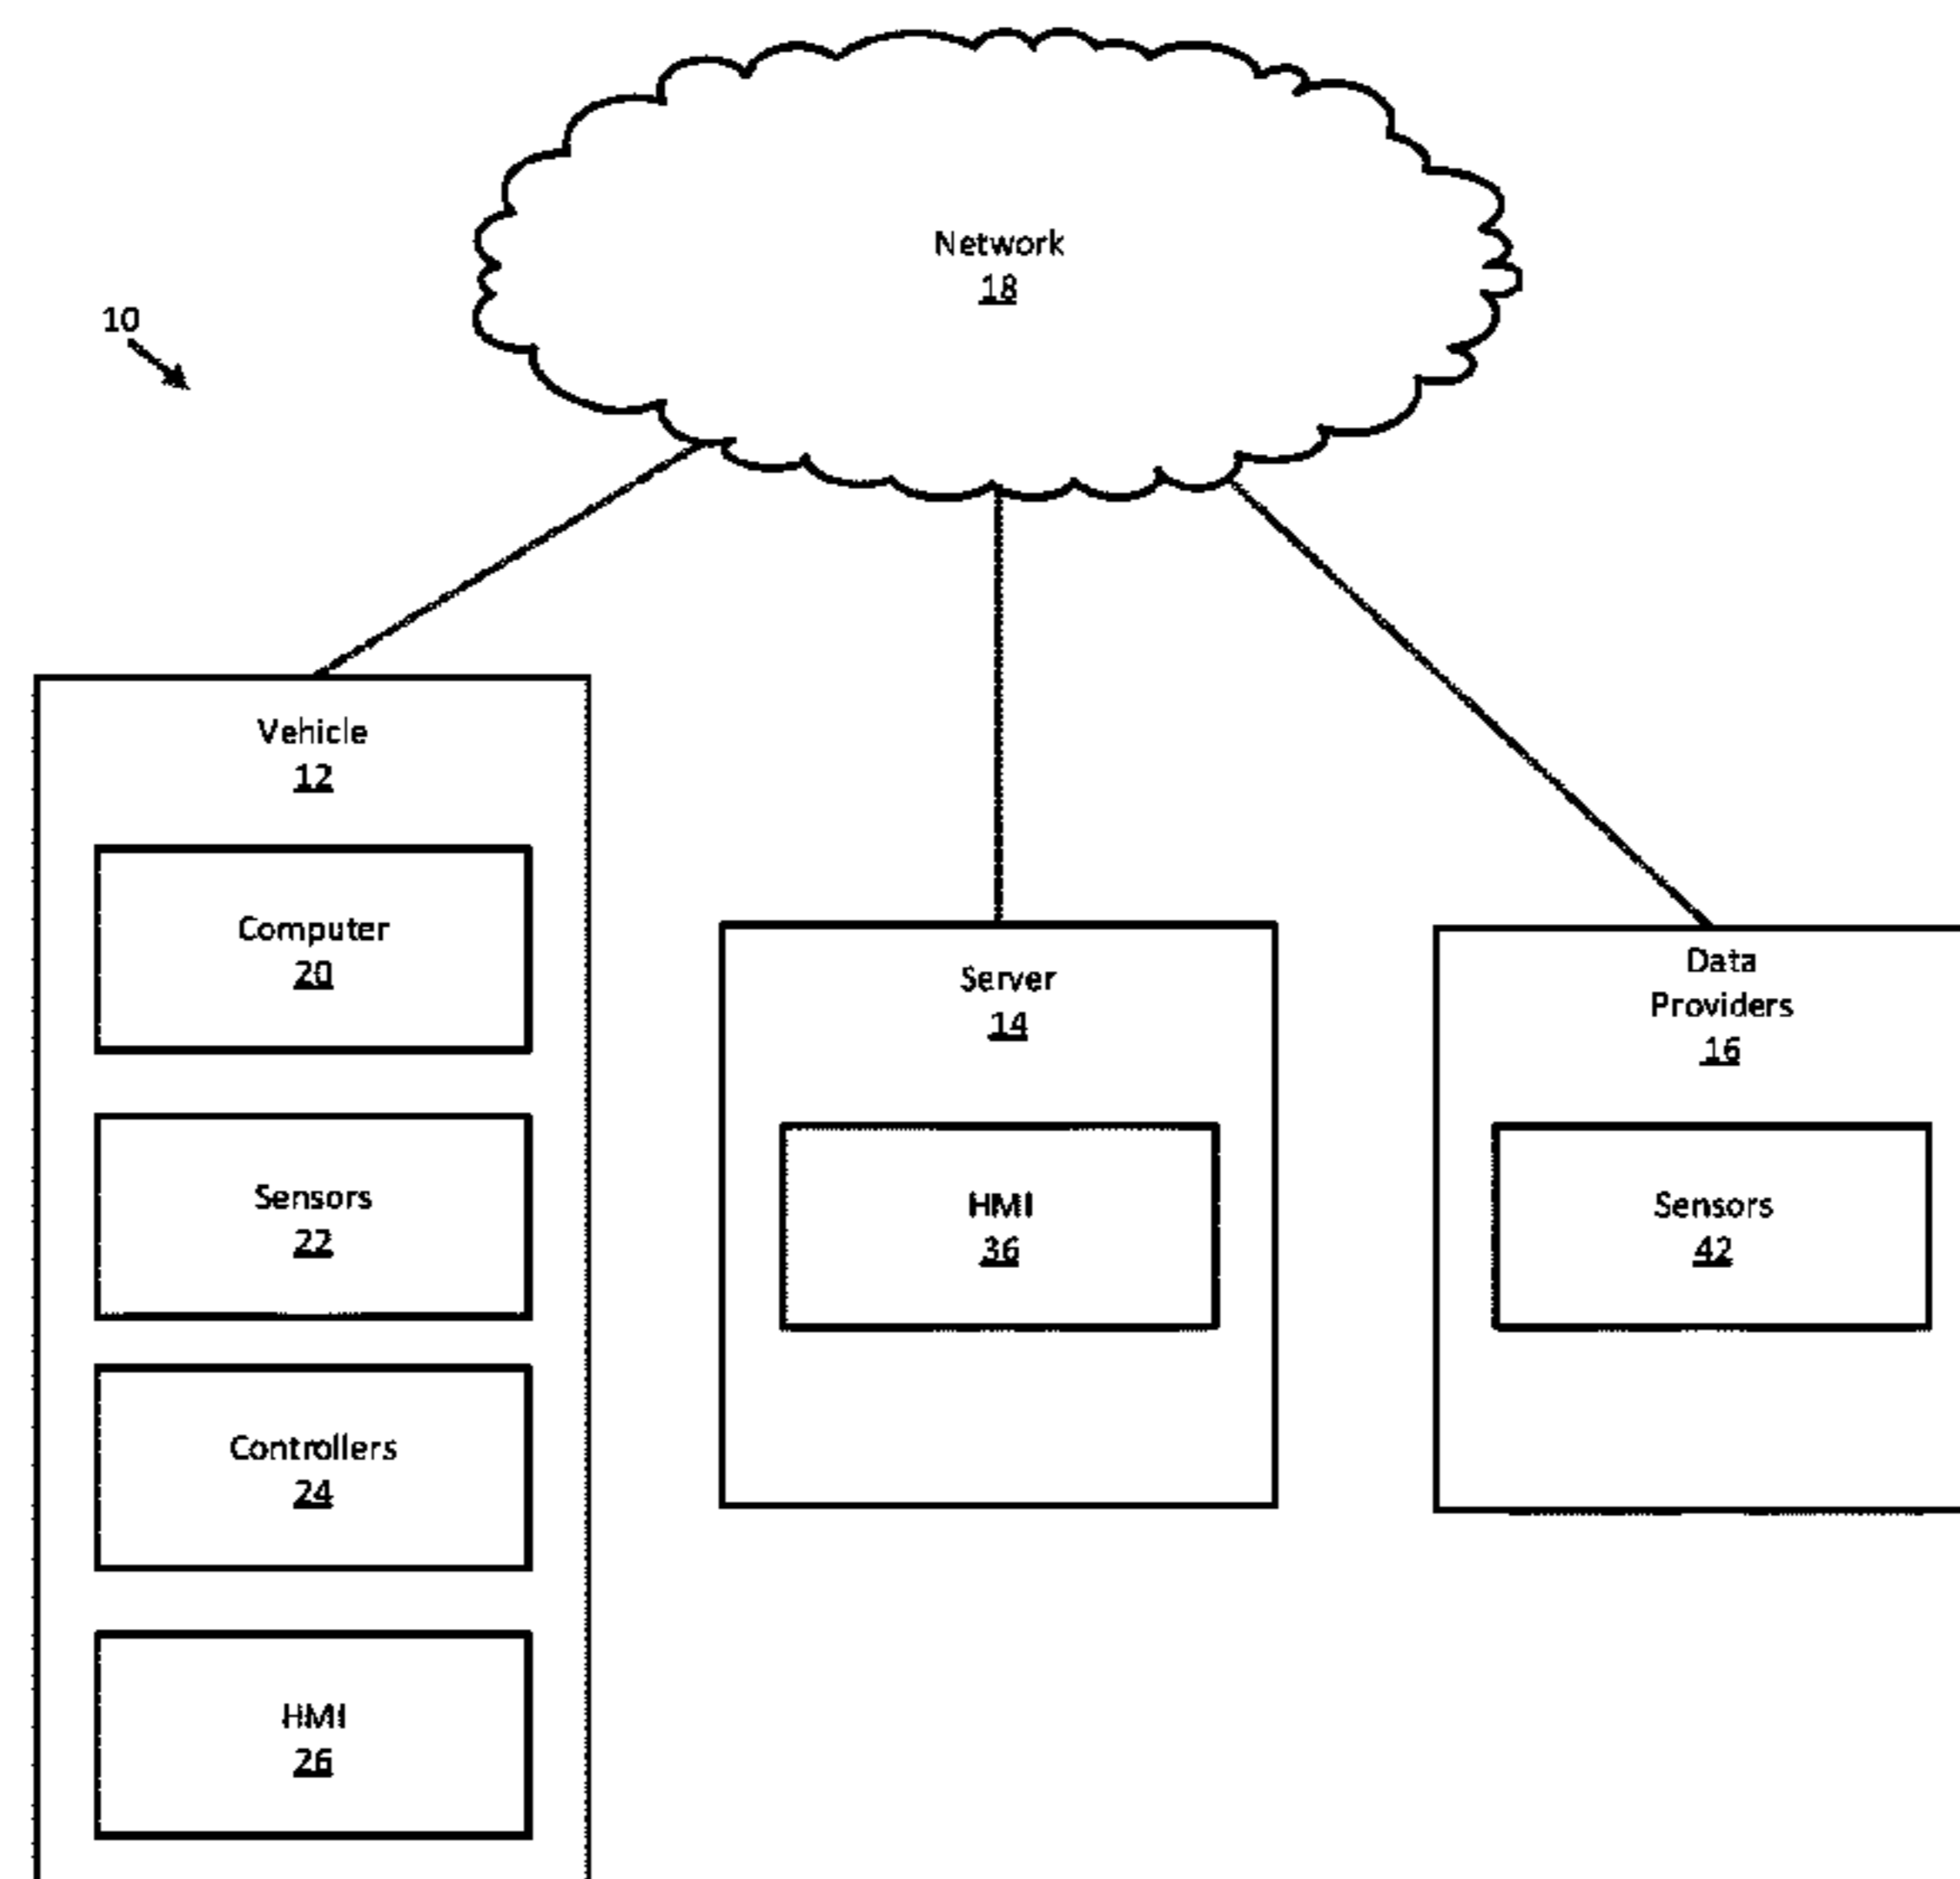 Network
18
10
Vehicle
12
Computer
20
Sensors
22
Controllers
24
HMI
26
Server
14
HMI
36
Data
Providers
16
Sensors
42